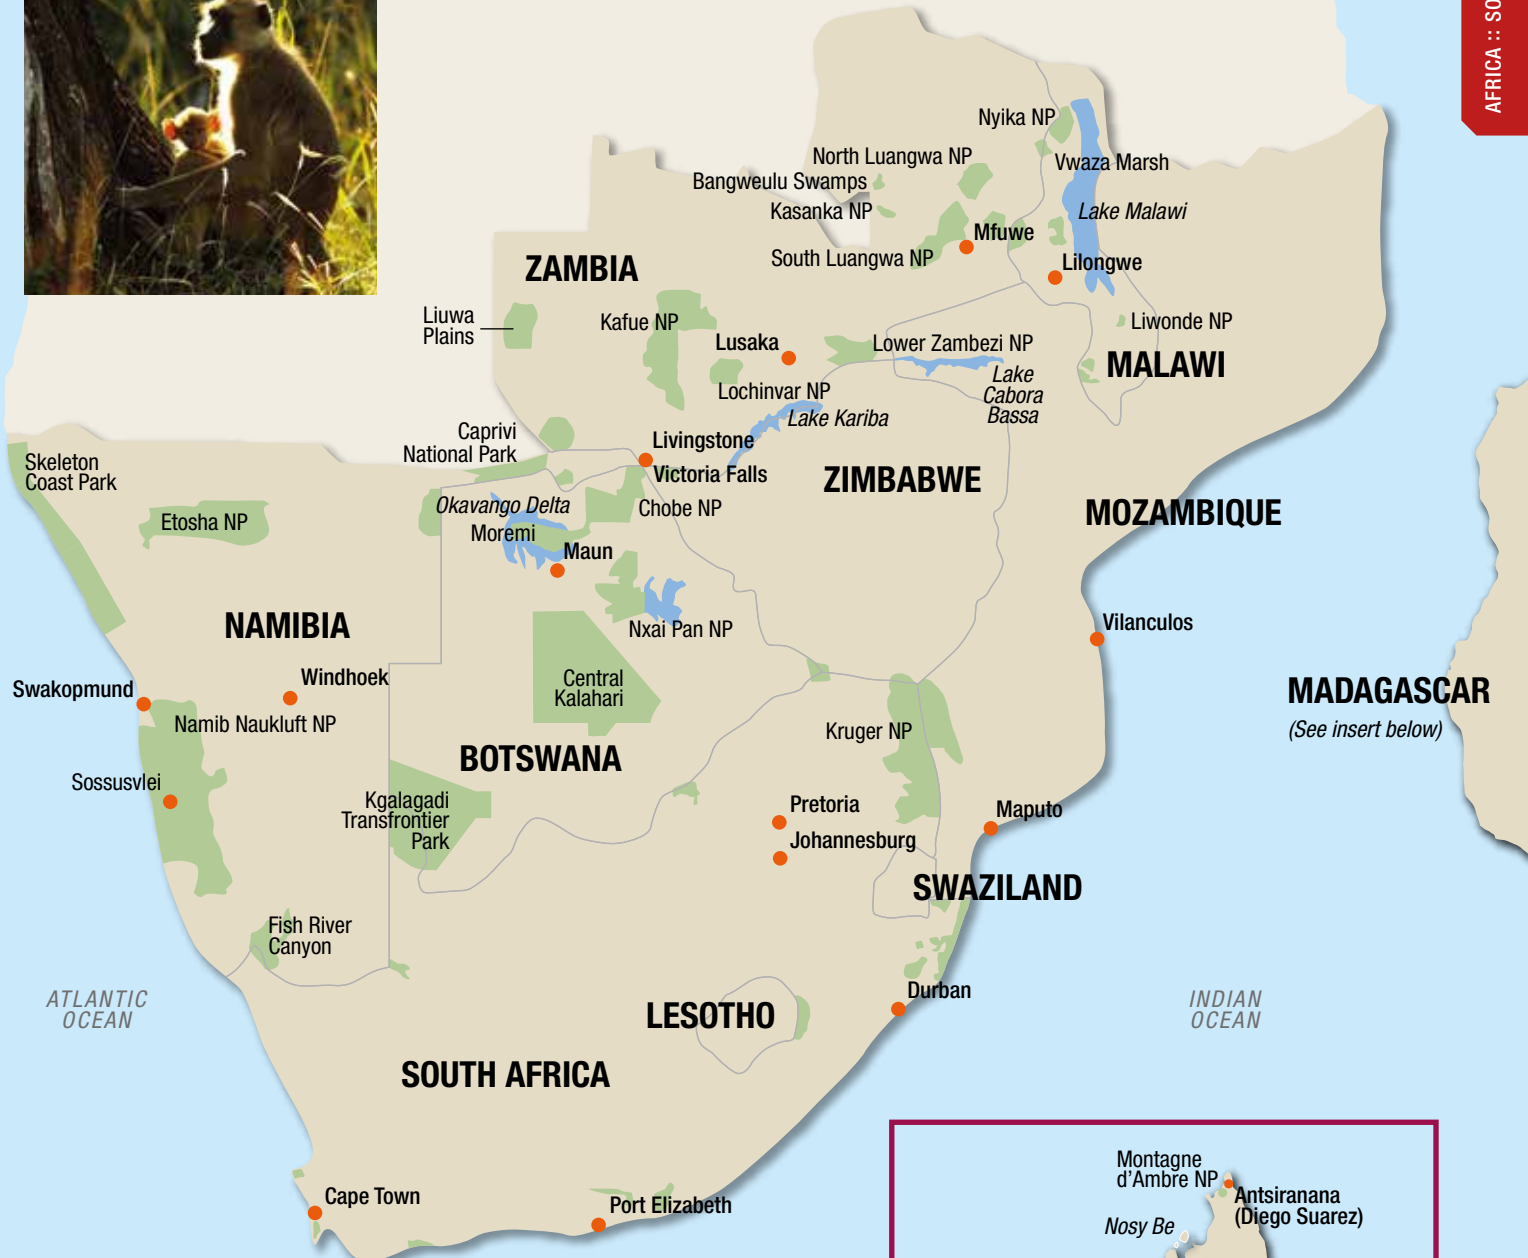 AFRICA :: SO
Nyika NP
North Luangwa NP
Vwaza Marsh
Bangweulu Swamps
Kasanka NP
Lake Malawi
Mfuwe
South Luangwa NP
Lilongwe
ZAMBIA
Liuwa
Plains
Kafue NP
Liwonde NP
Lusaka
Lower Zambezi NP
MALAWI
Lake
Cabora
Bassa
Lochinvar NP
Lake Kariba
Caprivi
National Park
Livingstone
Victoria Falls
Skeleton
Coast Park
ZIMBABWE
Okavango Delta
Chobe NP
MOZAMBIQUE
Etosha NP
Moremi
Maun
NAMIBIA
Nxai Pan NP
Vilanculos
Central
Kalahari
Windhoek
Swakopmund
MADAGASCAR
(See insert below)
Namib Naukluft NP
Kruger NP
BOTSWANA
Sossusvlei
Kgalagadi
Transfrontier
Park
Pretoria
Maputo
Johannesburg
SWAZILAND
Fish River
Canyon
ATLANTIC
OCEAN
Durban
INDIAN
OCEAN
LESOTHO
SOUTH AFRICA
Montagne
d'Ambre NP
Antsiranana
(Diego Suarez)
Nosy Be
Cape Town
Port Elizabeth